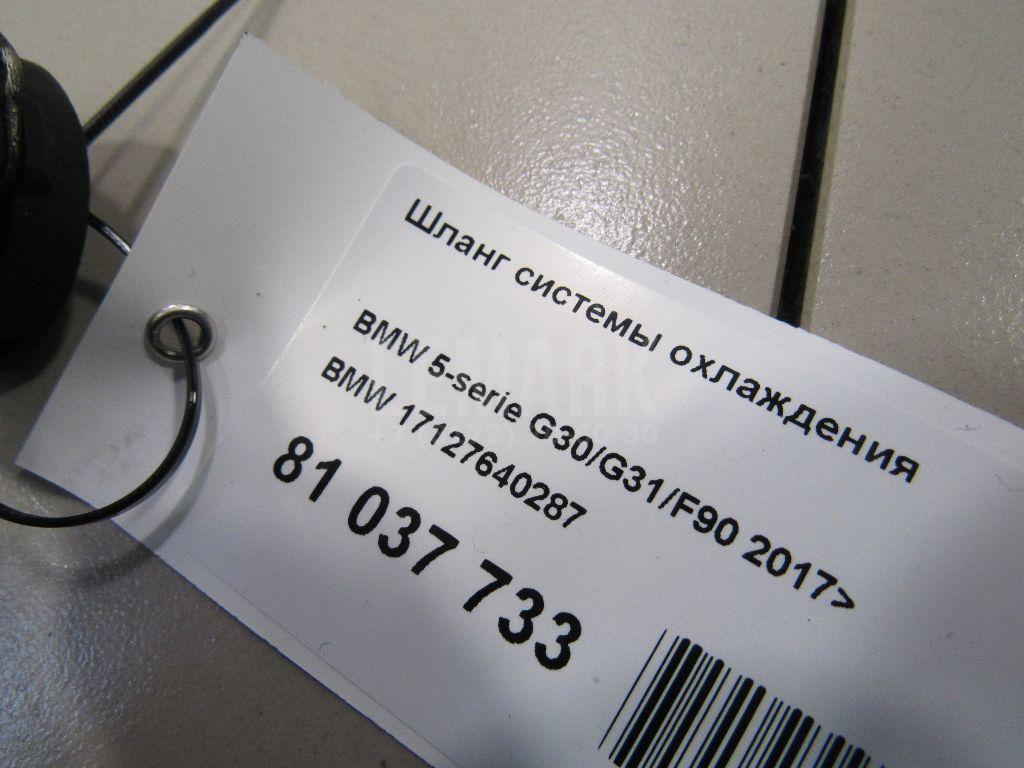 Шланг системы охлаждения
BMW 5-serie G30/G31/F90 2017>
BMW 17127640287
81 037 733